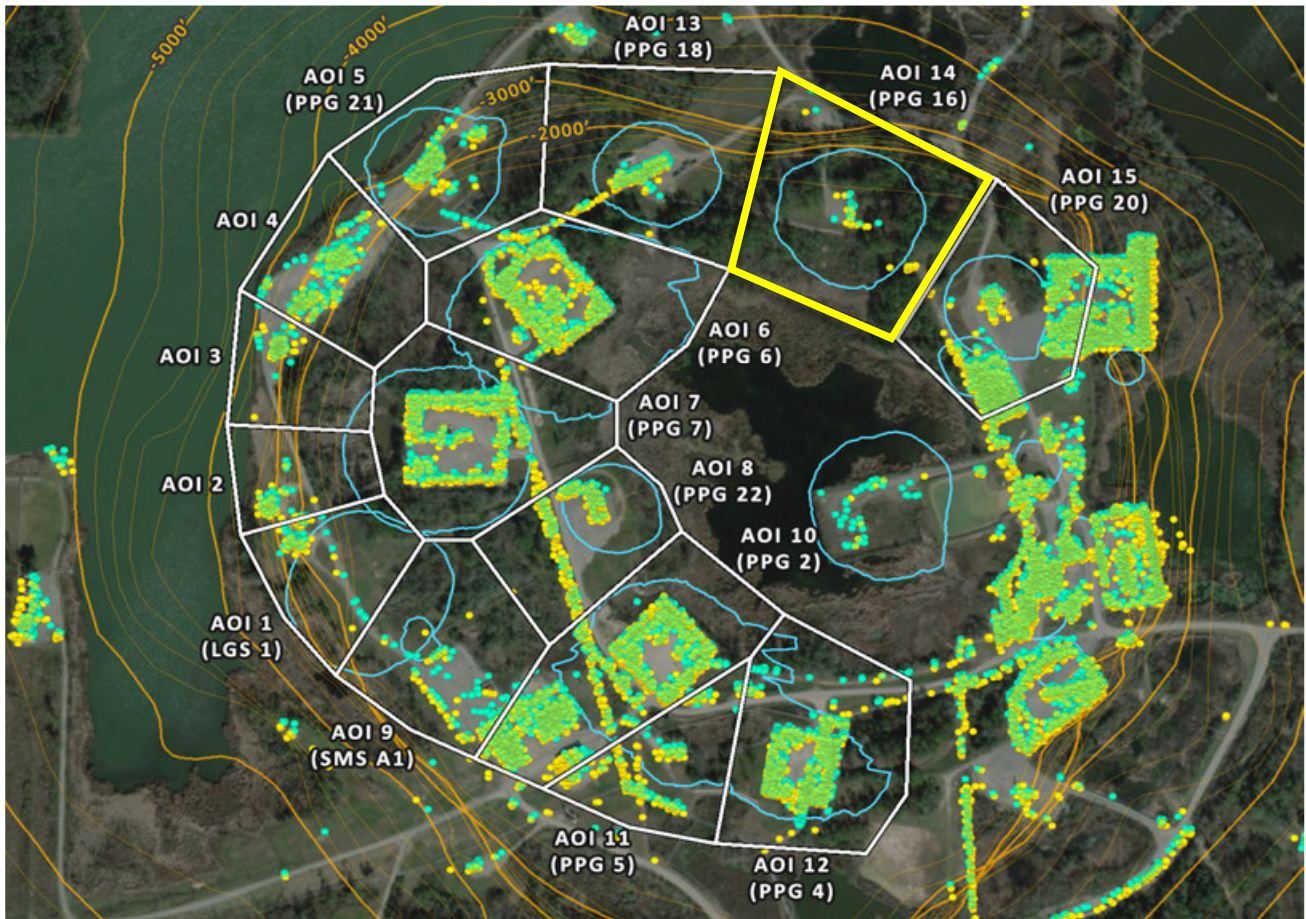 -5000'
-4000'
AOI 13
(PPG 18)
AOI 5
(PPG 21)
-3000'
-2000'
AOI 14
(PPG 16)
AOI 15
(PPG 20)
AOI 4
AOI 3
AOI 6
(PPG 6)
AOI 7
(PPG 7)
AOI 2
AOI 8
(PPG 22)
AOI 10
(PPG 2)
AOI 1
(LGS 1)
AOI 9
(SMS A1)
AOI 11
(PPG 5)
AOI 12
(PPG 4)